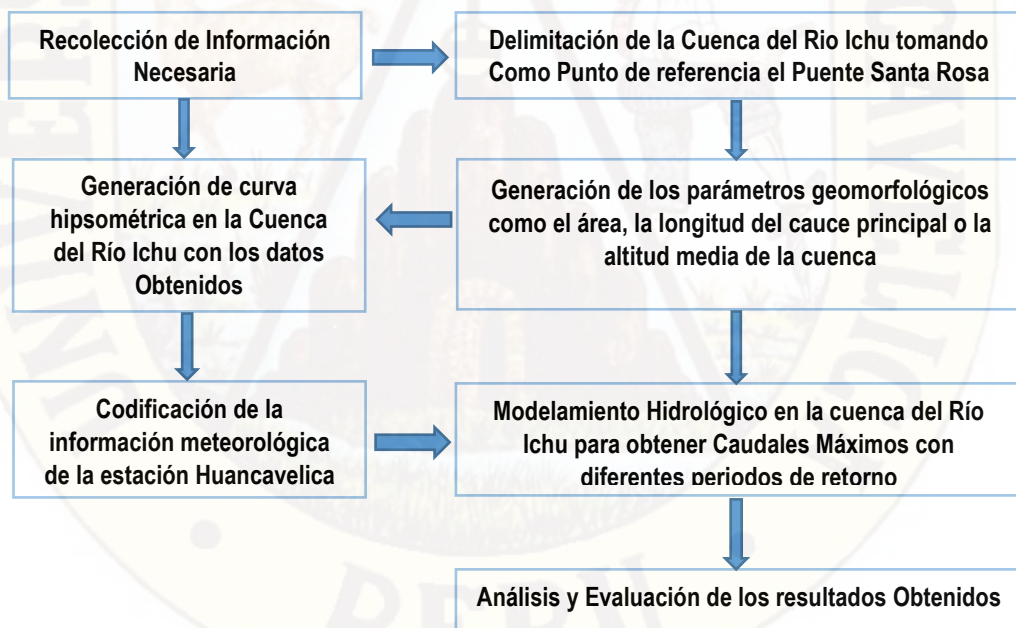 Recolección de Información
Necesaria
Delimitación de la Cuenca del Rio Ichu tomando
Como Punto de referencia el Puente Santa Rosa
Generación de curva
hipsométrica en la Cuenca
del Río Ichu con los datos
Obtenidos
Generación de los parámetros geomorfológicos
como el área, la longitud del cauce principal o la
altitud media de la cuenca
Codificación de la
información meteorológica
de la estación Huancavelica
Modelamiento Hidrológico en la cuenca del Río
Ichu para obtener Caudales Máximos con
diferentes periodos de retorno
Análisis y Evaluación de los resultados Obtenidos
PERU